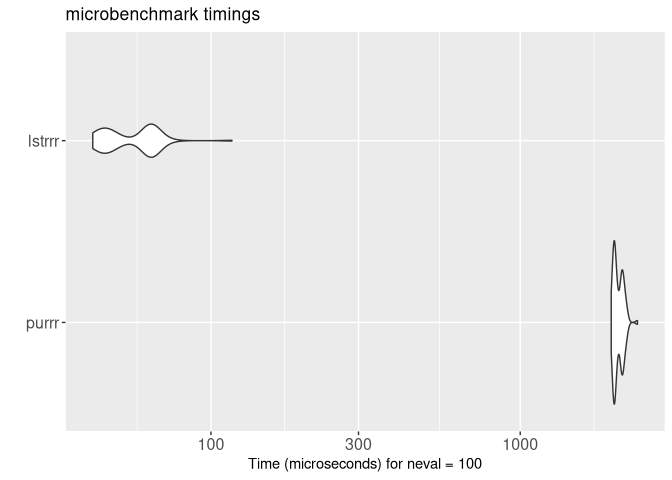 microbenchmark timings
lstrrr
purrr
100 300 1000
Time (microseconds) for neval = 100